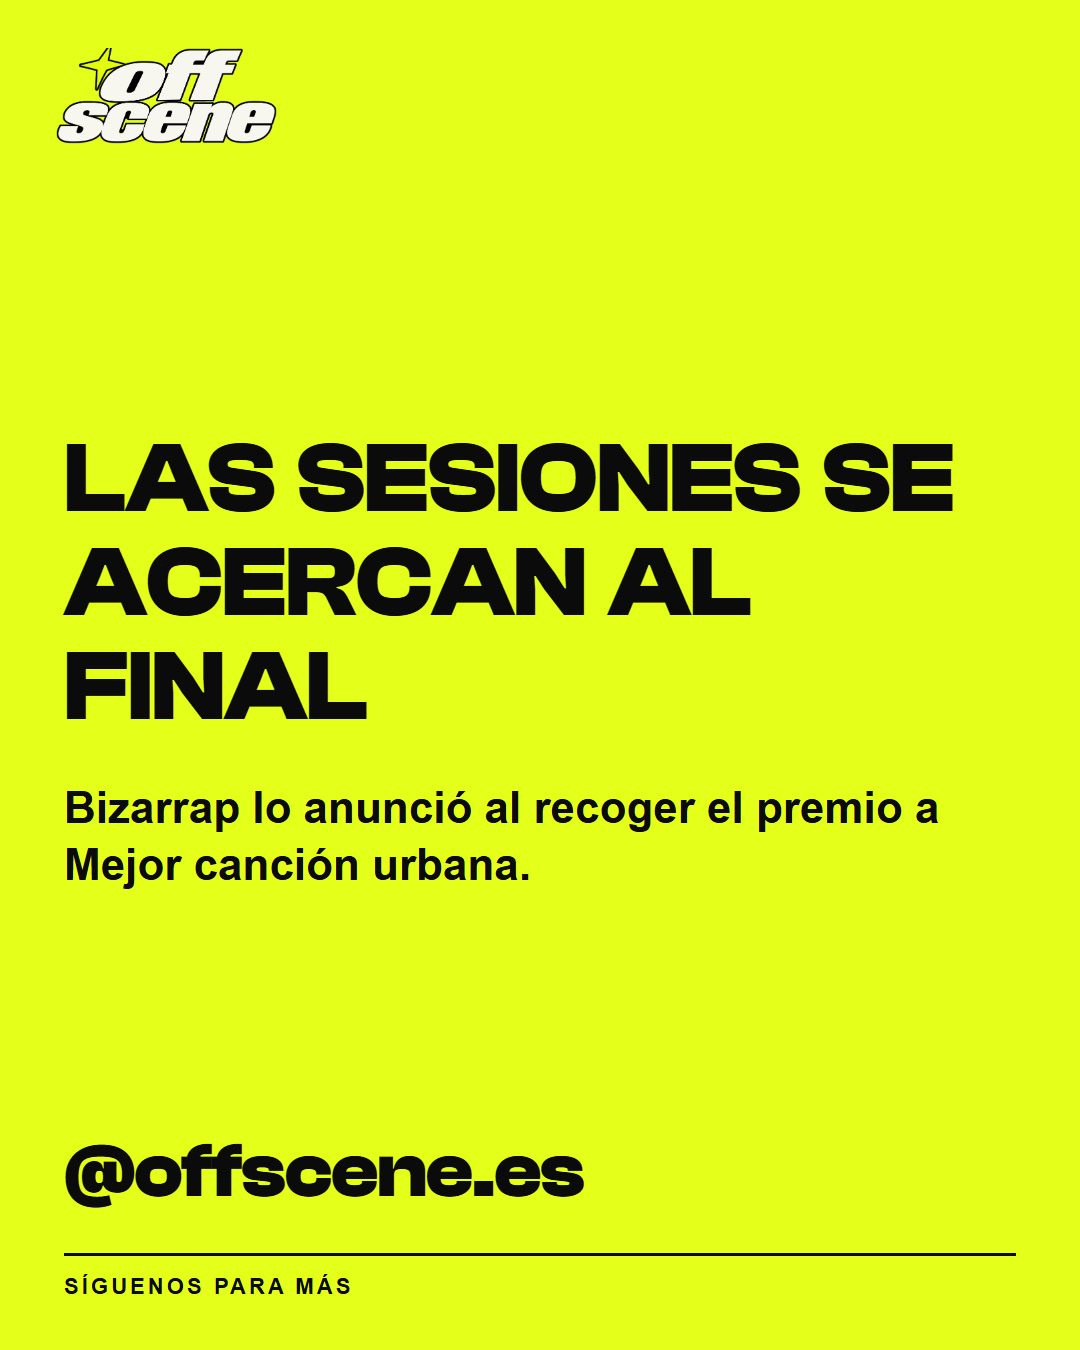 off
scene
LAS SESIONES SE
ACERCAN AL
FINAL
Bizarrap lo anunció al recoger el premio a
Mejor canción urbana.
@offscene.es
SÍGUENOS PARA MÁS